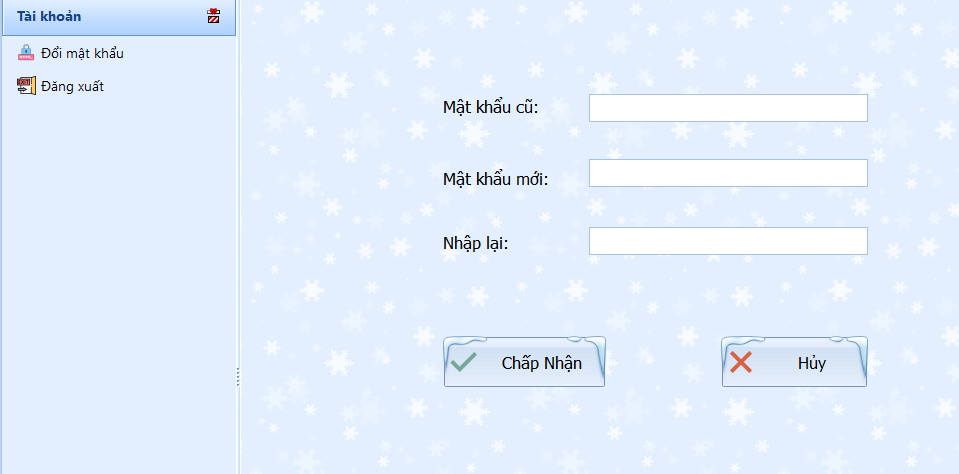 Tài khoản
Đổi mật khẩu
Đăng xuất
Mật khẩu cũ:
Mật khẩu mới:
Nhập lại:
Chấp Nhận
Hủy